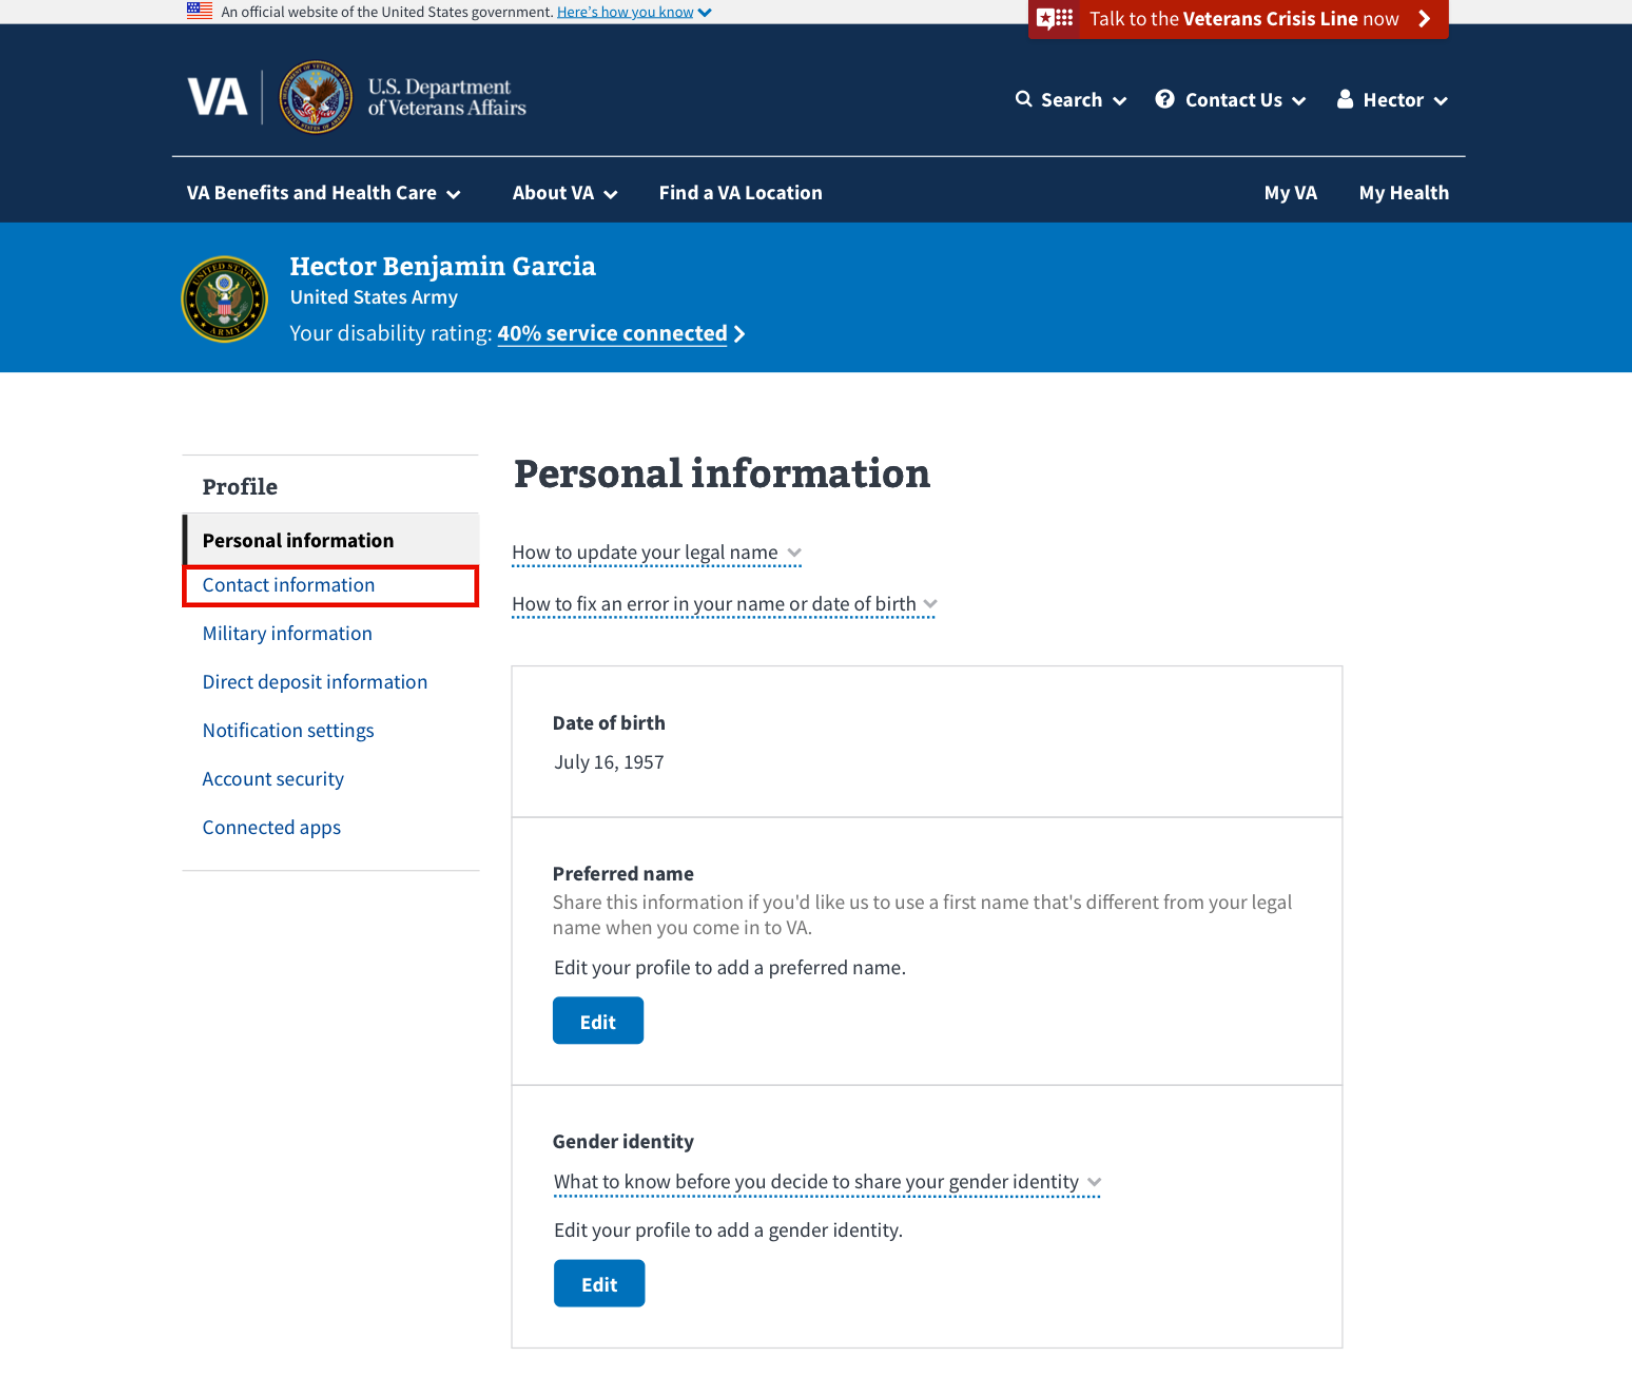 An official website of the United States government. Here's how you know
Talk to the Veterans Crisis Line now
VA
U.S. Department
of Veterans Affairs
Search
Contact Us
Hector
VA Benefits and Health Care
About VA
Find a VA Location
My VA
My Health
UNITED STATES
ARMY
Hector Benjamin Garcia
United States Army
Your disability rating: 40% service connected
Profile
Personal information
Contact information
Military information
Direct deposit information
Notification settings
Account security
Connected apps
Personal information
How to update your legal name
How to fix an error in your name or date of birth
Date of birth
July 16, 1957
Preferred name
Share this information if you'd like us to use a first name that's different from your legal
name when you come in to VA.
Edit your profile to add a preferred name.
Edit
Gender identity
What to know before you decide to share your gender identity
Edit your profile to add a gender identity.
Edit